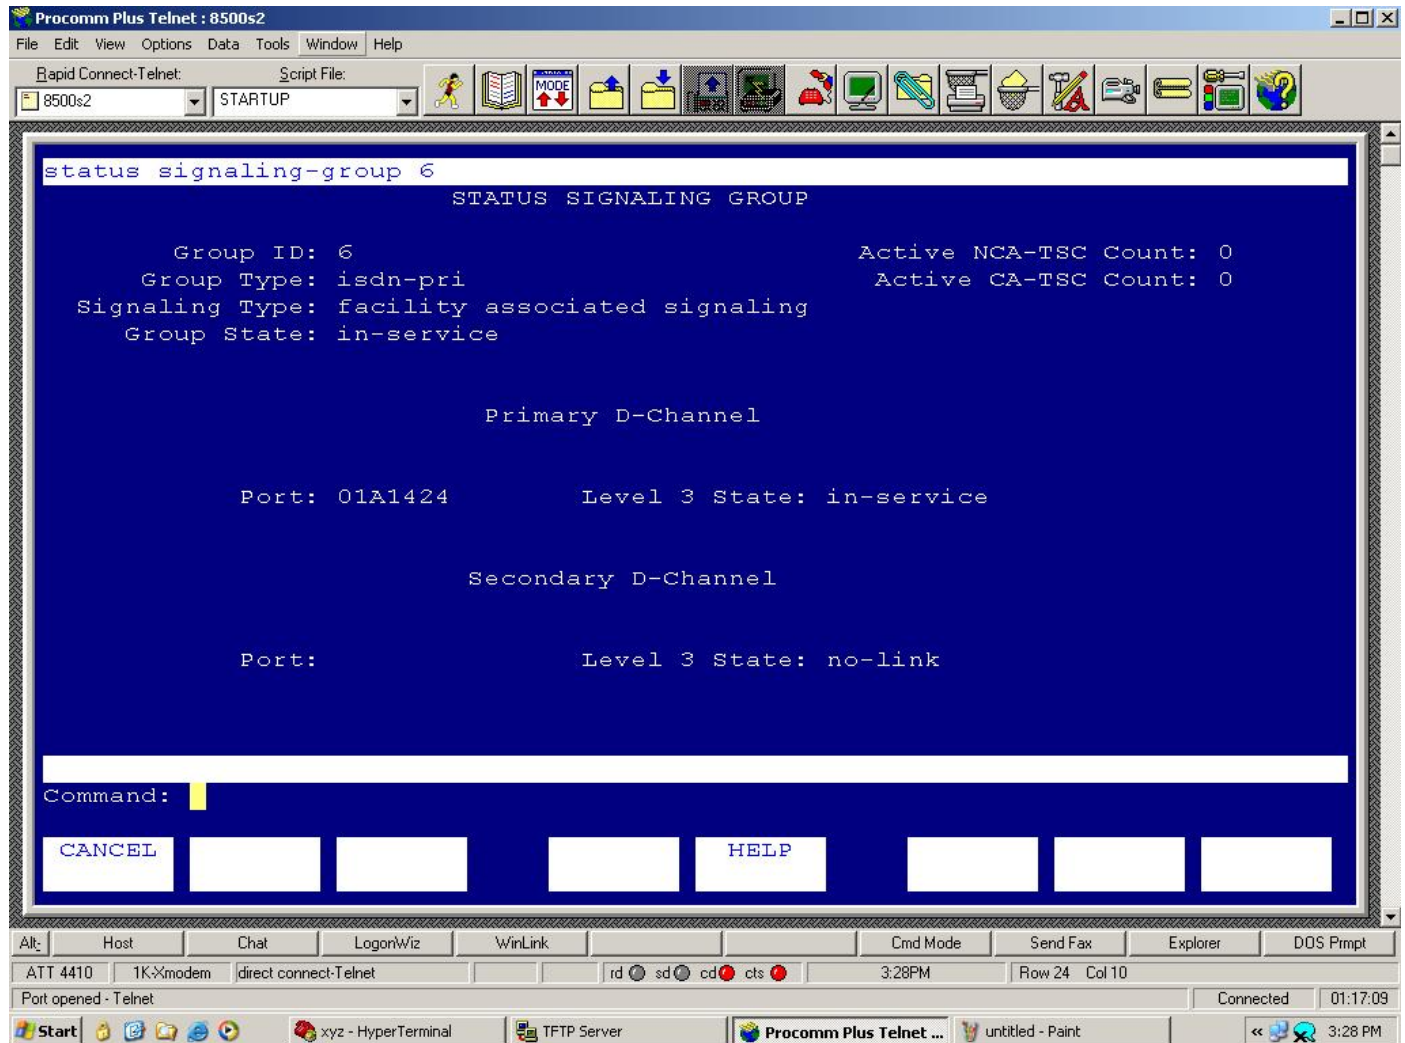 Procomm Plus Telnet : 8500s2
File Edit View Options Data Tools Window Help
Rapid Connect-Telnet: Script File:
8500s2 STARTUP
MODE
status signaling-group 6
STATUS SIGNALING GROUP
Group ID: 6 Active NCA-TSC Count: 0
Group Type: isdn-pri Active CA-TSC Count: 0
Signaling Type: facility associated signaling
Group State: in-service
Primary D-Channel
Port: 01A1424 Level 3 State: in-service
Secondary D-Channel
Port: Level 3 State: no-link
Command:
CANCEL HELP
Alt- Host Chat LogonWiz WinLink Cmd Mode Send Fax Explorer DOS Prmpt
ATT 4410 1K-Xmodem direct connect-Telnet rd sd cd cts 3:28PM Row 24 Col 10
Port opened - Telnet Connected 01:17:09
Start xyz - HyperTerminal TFTP Server Procomm Plus Telnet ... untitled - Paint « 3:28 PM